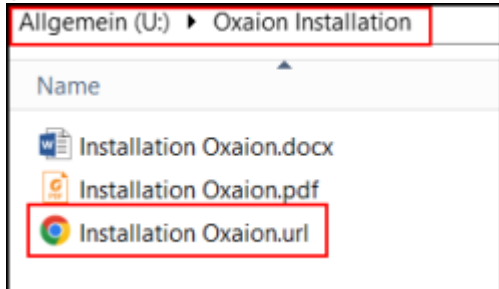 Allgemein (U:) ▸ Oxaion Installation
Name
Installation Oxaion.docx
Installation Oxaion.pdf
Installation Oxaion.url